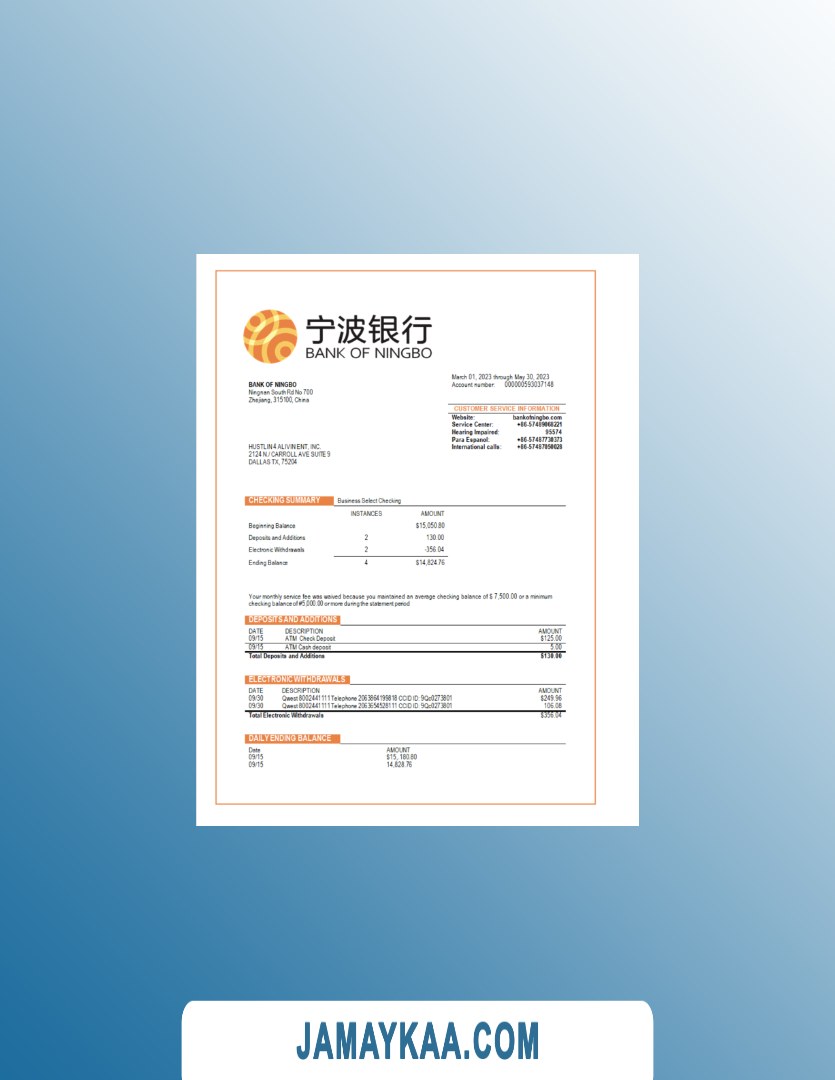 宁波银行
BANK OF NINGBO
BANK OF NINGBO
Ningnan South Rd No 700
Zhejiang, 315100, China
March 01, 2023 through May 30, 2023
Account number: 000000593037148
CUSTOMER SERVICE INFORMATION
Website: bankofningbo.com
Service Center: +86-57489068221
Hearing Impaired: 95574
Para Espanol: +86-57487738373
International calls: +86-57487050028
HUSTLIN 4 ALIVIN ENT, INC.
2124 N./ CARROLL AVE SUITE 9
DALLAS TX, 75204
CHECKING SUMMARY Business Select Checking
INSTANCES AMOUNT
Beginning Balance $15,050.80
Deposits and Additions 2 130.00
Electronic Withdrawals 2 -356.04
Ending Balance 4 $14,824.76
Your monthly service fee was waived because you maintained an average checking balance of $ 7,500.00 or a minimum
checking balance of #5,000.00 or more during the statement period
DEPOSITS AND ADDITIONS
DATE DESCRIPTION AMOUNT
09/15 ATM Check Deposit $125.00
09/15 ATM Cash deposit 5.00
Total Deposits and Additions $130.00
ELECTRONIC WITHDRAWALS
DATE DESCRIPTION AMOUNT
09/30 Qwest 8002441111 Telephone 2063864199818 CCID ID: 9Qc0273801 $249.96
09/30 Qwest 8002441111 Telephone 2063654528111 CCID ID: 9Qc0273801 106.08
Total Electronic Withdrawals $356.04
DAILY ENDING BALANCE
Date AMOUNT
09/15 $15, 180.80
09/15 14,828.76
JAMAYKAA.COM